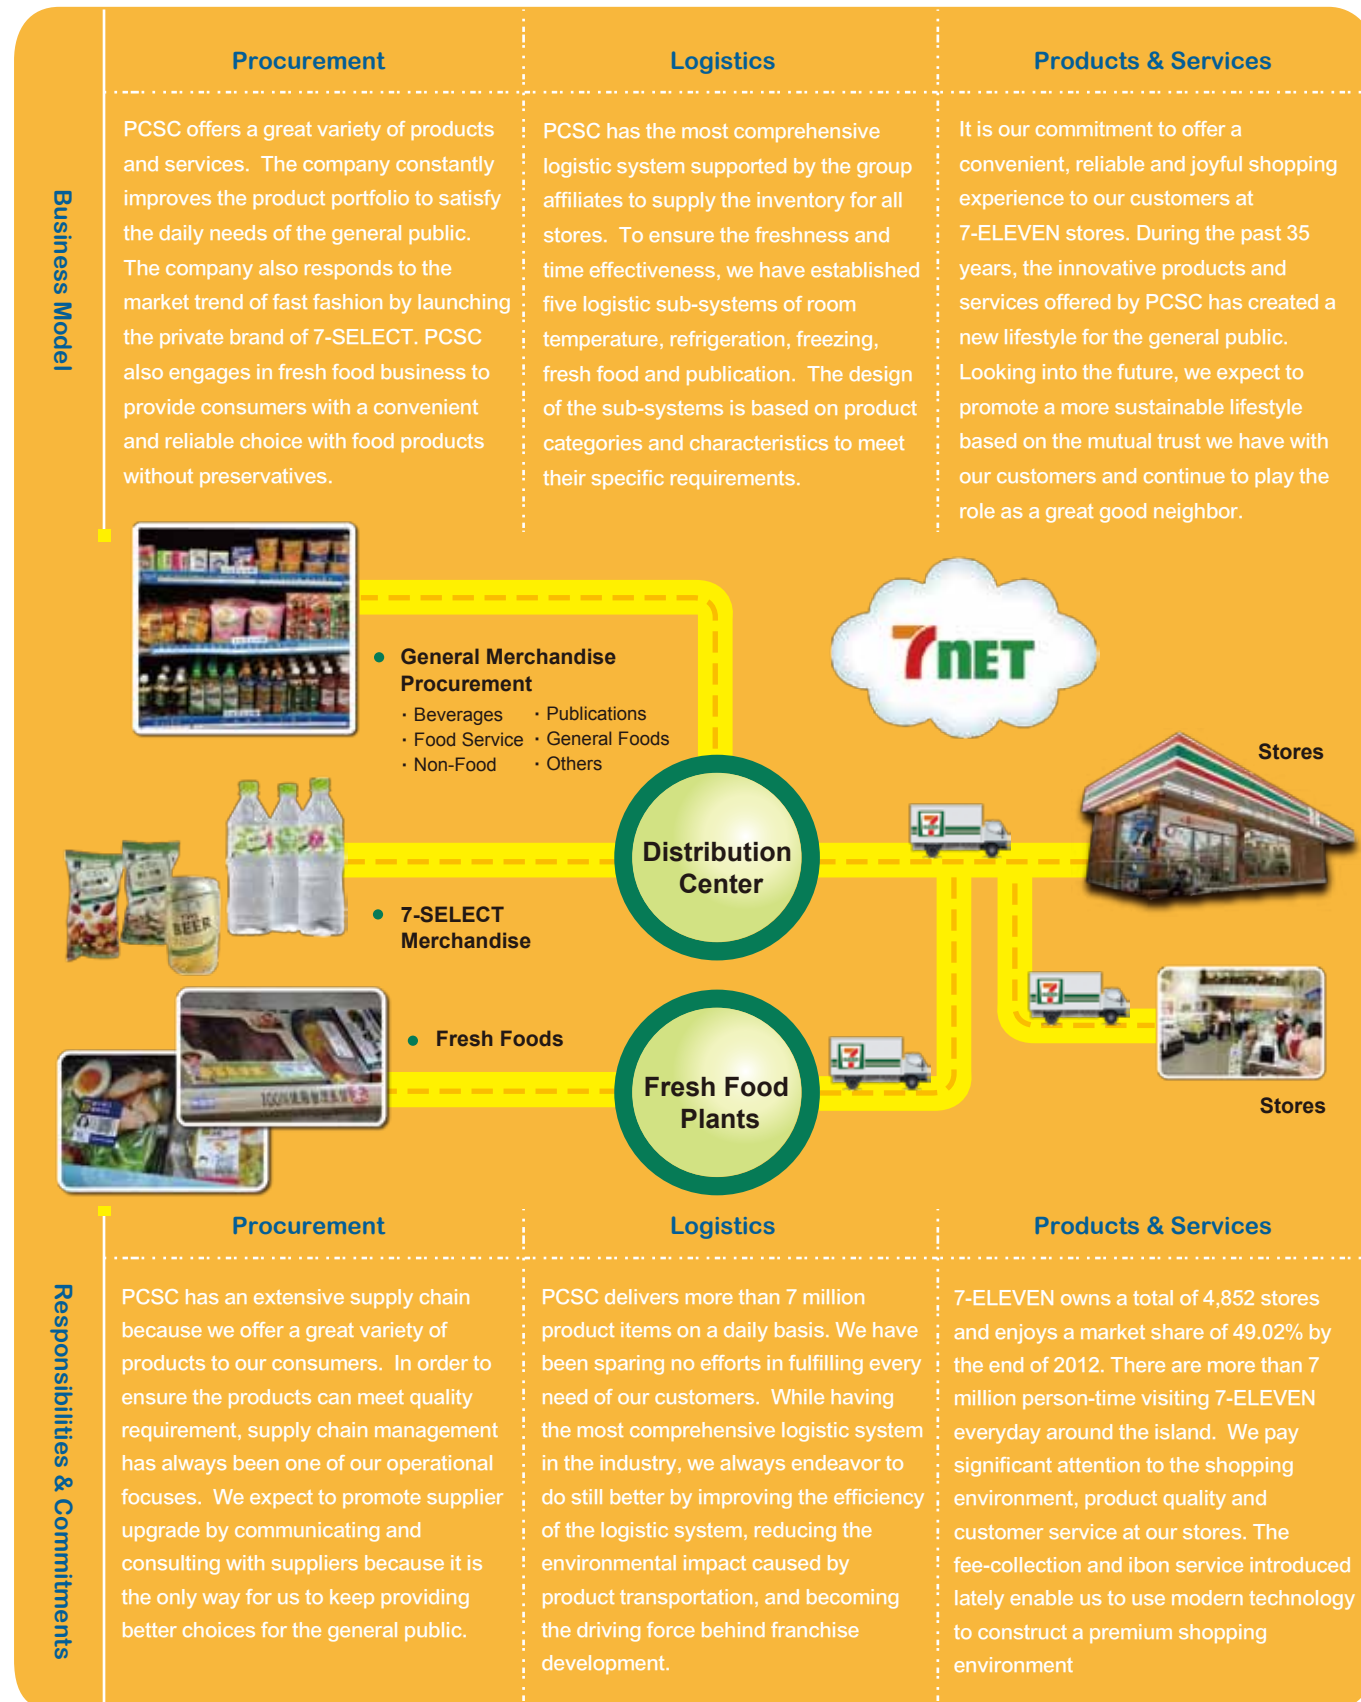 Procurement
Logistics
Products & Services
Business Model
PCSC offers a great variety of products
and services.  The company constantly
improves the product portfolio to satisfy
the daily needs of the general public.
The company also responds to the
market trend of fast fashion by launching
the private brand of 7-SELECT. PCSC
also engages in fresh food business to
provide consumers with a convenient
and reliable choice with food products
without preservatives.
PCSC has the most comprehensive
logistic system supported by the group
affiliates to supply the inventory for all
stores.  To ensure the freshness and
time effectiveness, we have established
five logistic sub-systems of room
temperature, refrigeration, freezing,
fresh food and publication.  The design
of the sub-systems is based on product
categories and characteristics to meet
their specific requirements.
It is our commitment to offer a
convenient, reliable and joyful shopping
experience to our customers at
7-ELEVEN stores. During the past 35
years, the innovative products and
services offered by PCSC has created a
new lifestyle for the general public.
Looking into the future, we expect to
promote a more sustainable lifestyle
based on the mutual trust we have with
our customers and continue to play the
role as a great good neighbor.
7NET
• General Merchandise
Procurement
・Beverages
・Food Service
・Non-Food
・Publications
・General Foods
・Others
Stores
Distribution
Center
BEER
• 7-SELECT
Merchandise
• Fresh Foods
Fresh Food
Plants
Stores
Procurement
Logistics
Products & Services
Responsibilities & Commitments
PCSC has an extensive supply chain
because we offer a great variety of
products to our consumers.  In order to
ensure the products can meet quality
requirement, supply chain management
has always been one of our operational
focuses.  We expect to promote supplier
upgrade by communicating and
consulting with suppliers because it is
the only way for us to keep providing
better choices for the general public.
PCSC delivers more than 7 million
product items on a daily basis. We have
been sparing no efforts in fulfilling every
need of our customers.  While having
the most comprehensive logistic system
in the industry, we always endeavor to
do still better by improving the efficiency
of the logistic system, reducing the
environmental impact caused by
product transportation, and becoming
the driving force behind franchise
development.
7-ELEVEN owns a total of 4,852 stores
and enjoys a market share of 49.02% by
the end of 2012. There are more than 7
million person-time visiting 7-ELEVEN
everyday around the island.  We pay
significant attention to the shopping
environment, product quality and
customer service at our stores. The
fee-collection and ibon service introduced
lately enable us to use modern technology
to construct a premium shopping
environment